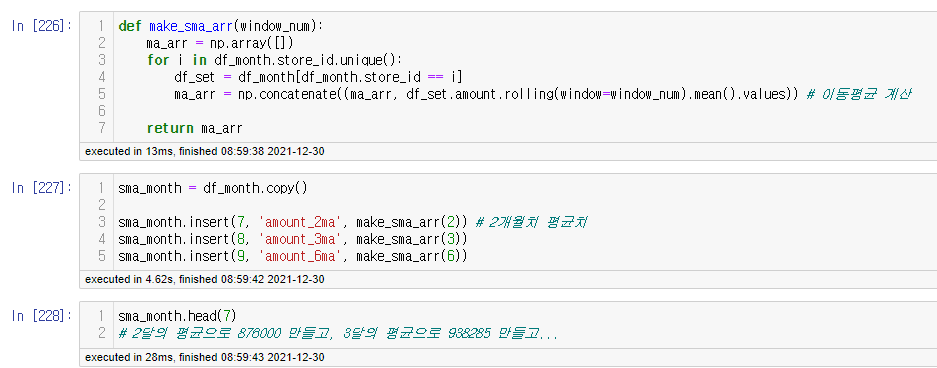 In [226]:
1 def make_sma_arr(window_num):
2     ma_arr = np.array([])
3     for i in df_month.store_id.unique():
4         df_set = df_month[df_month.store_id == i]
5         ma_arr = np.concatenate((ma_arr, df_set.amount.rolling(window=window_num).mean().values)) # 이동평균 계산
6
7     return ma_arr
executed in 13ms, finished 08:59:38 2021-12-30
In [227]:
1 sma_month = df_month.copy()
2
3 sma_month.insert(7, 'amount_2ma', make_sma_arr(2)) # 2개월치 평균치
4 sma_month.insert(8, 'amount_3ma', make_sma_arr(3))
5 sma_month.insert(9, 'amount_6ma', make_sma_arr(6))
executed in 4.62s, finished 08:59:42 2021-12-30
In [228]:
1 sma_month.head(7)
2 # 2달의 평균으로 876000 만들고, 3달의 평균으로 938285 만들고...
executed in 28ms, finished 08:59:43 2021-12-30